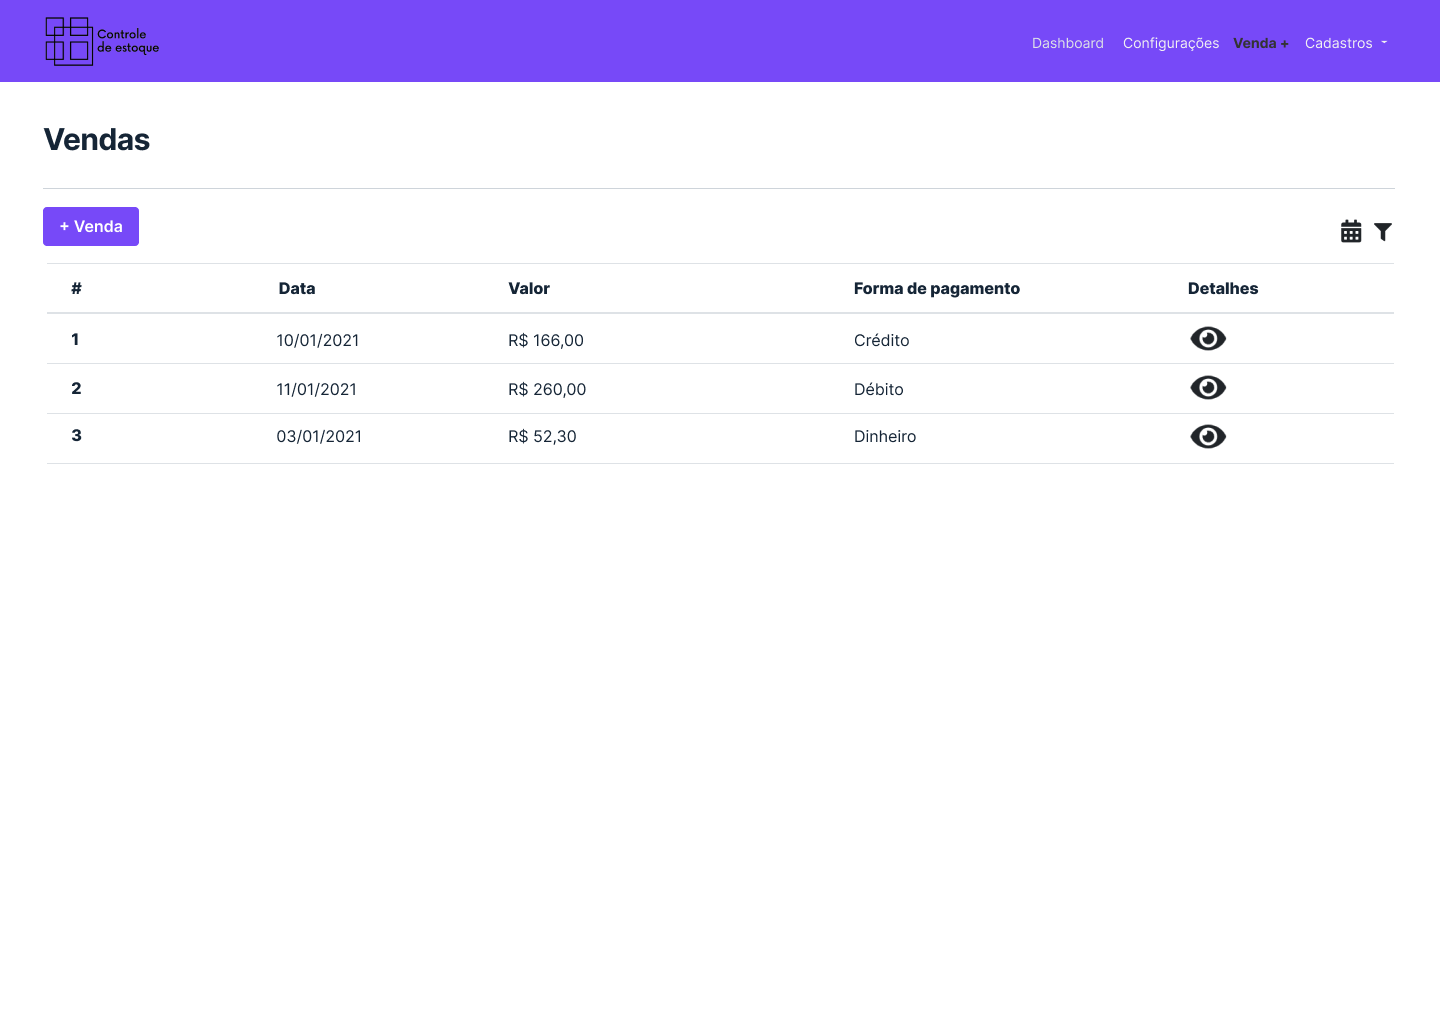 Controle
de estoque
Dashboard Configurações Venda + Cadastros
Vendas
+ Venda
# Data Valor Forma de pagamento Detalhes
1 10/01/2021 R$ 166,00 Crédito
2 11/01/2021 R$ 260,00 Débito
3 03/01/2021 R$ 52,30 Dinheiro